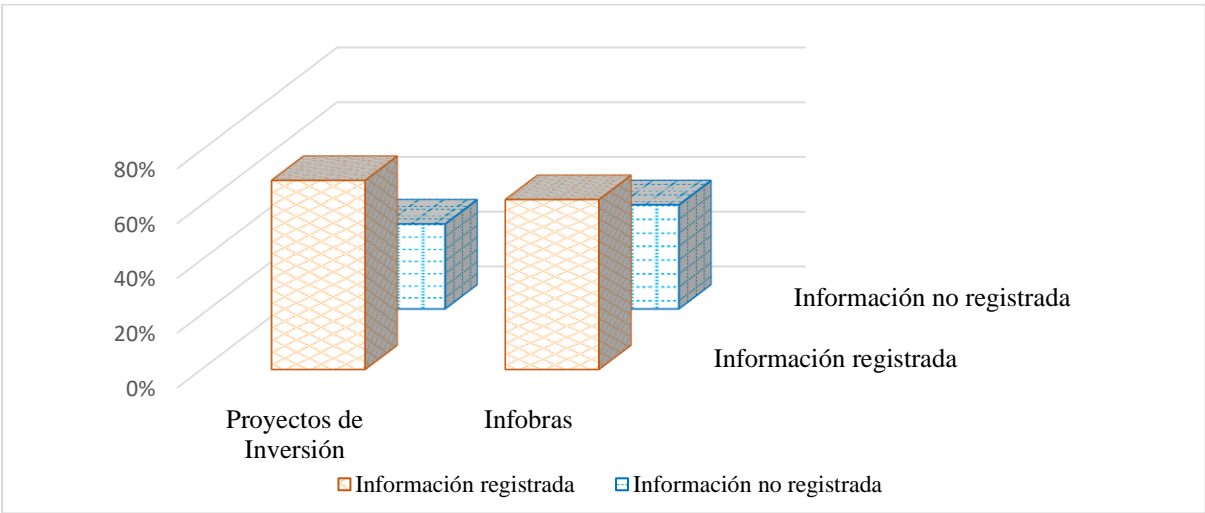 80%
60%
40%
20%
0%
Información no registrada
Información registrada
Proyectos de
Inversión
Infobras
Información registrada
Información no registrada